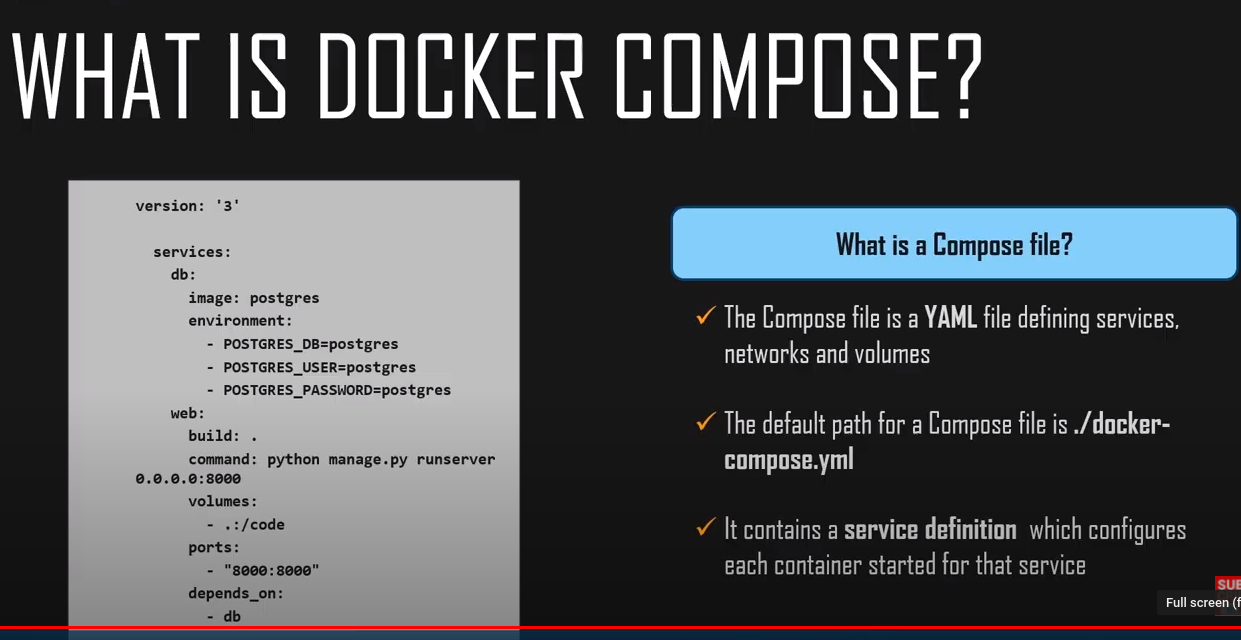 WHAT IS DOCKER COMPOSE?
version: '3'
services:
db:
image: postgres
environment:
- POSTGRES_DB=postgres
- POSTGRES_USER=postgres
- POSTGRES_PASSWORD=postgres
web:
build: .
command: python manage.py runserver
0.0.0.0:8000
volumes:
- .:/code
ports:
- "8000:8000"
depends_on:
- db
What is a Compose file?
✓ The Compose file is a YAML file defining services,
networks and volumes
✓ The default path for a Compose file is ./docker-
compose.yml
✓ It contains a service definition which configures
each container started for that service
SUB
Full screen (f